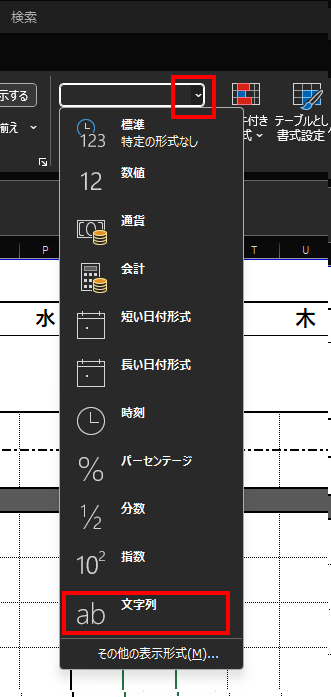 検索
示する
揃え
付き
式
テーブルとし
書式設定
123
標準
特定の形式なし
12
数値
通貨
会計
短い日付形式
長い日付形式
時刻
%
パーセンテージ
½
分数
10²
指数
ab
文字列
その他の表示形式(M)...
P
T
U
水
木